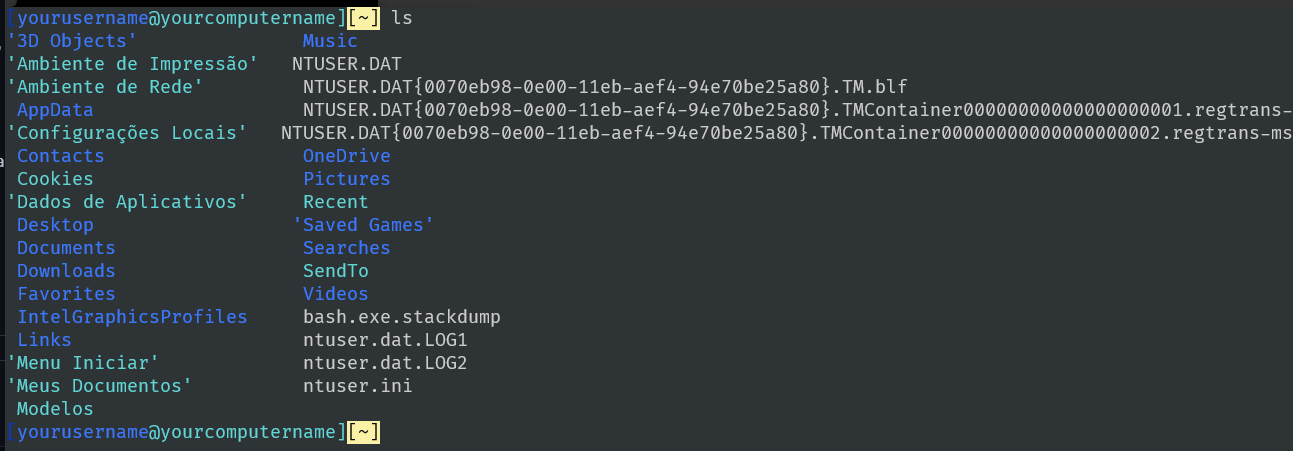 [yourusername@yourcomputername][~] ls
'3D Objects' Music
'Ambiente de Impressão' NTUSER.DAT
'Ambiente de Rede' NTUSER.DAT{0070eb98-0e00-11eb-aef4-94e70be25a80}.TM.blf
AppData NTUSER.DAT{0070eb98-0e00-11eb-aef4-94e70be25a80}.TMContainer00000000000000000001.regtrans-
'Configurações Locais' NTUSER.DAT{0070eb98-0e00-11eb-aef4-94e70be25a80}.TMContainer00000000000000000002.regtrans-ms
Contacts OneDrive
Cookies Pictures
'Dados de Aplicativos' Recent
Desktop 'Saved Games'
Documents Searches
Downloads SendTo
Favorites Videos
IntelGraphicsProfiles bash.exe.stackdump
Links ntuser.dat.LOG1
'Menu Iniciar' ntuser.dat.LOG2
'Meus Documentos' ntuser.ini
Modelos
[yourusername@yourcomputername][~]